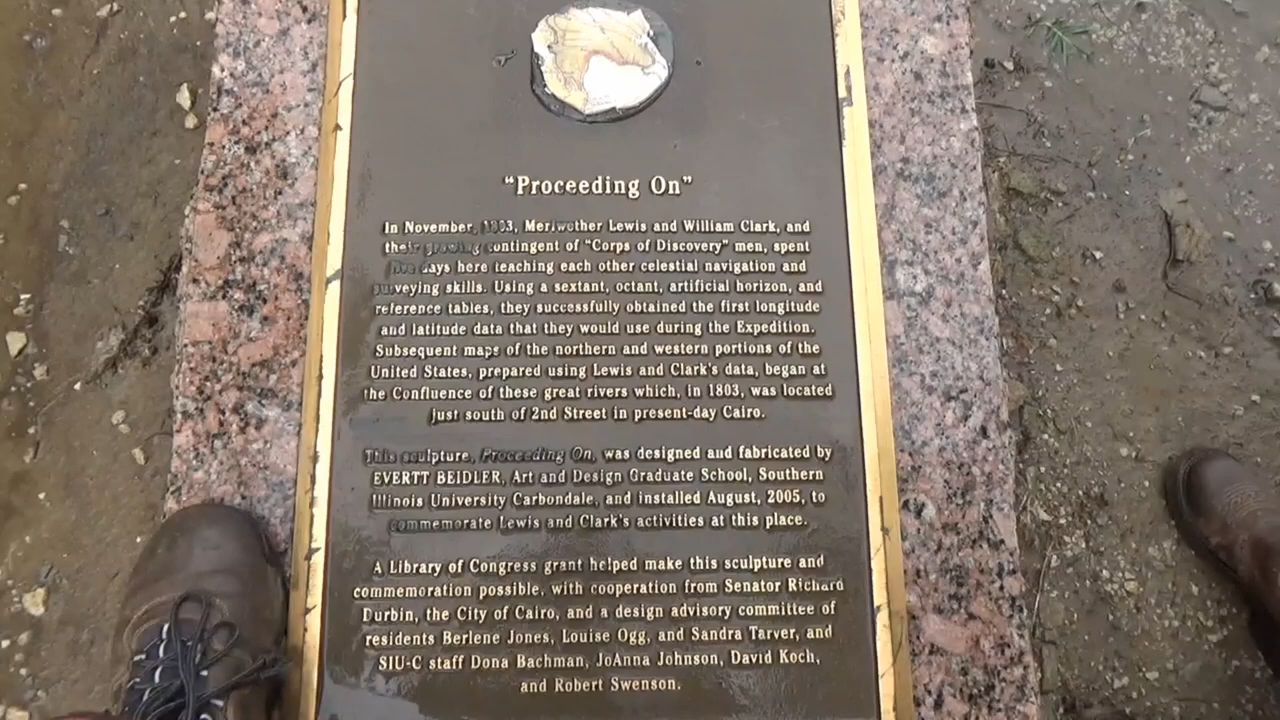 “Proceeding On”
In November, 1803, Meriwether Lewis and William Clark, and
their growing contingent of “Corps of Discovery” men, spent
five days here teaching each other celestial navigation and
surveying skills. Using a sextant, octant, artificial horizon, and
reference tables, they successfully obtained the first longitude
and latitude data that they would use during the Expedition.
Subsequent maps of the northern and western portions of the
United States, prepared using Lewis and Clark’s data, began at
the Confluence of these great rivers which, in 1803, was located
just south of 2nd Street in present-day Cairo.
This sculpture, Proceeding On, was designed and fabricated by
EVERTT BEIDLER, Art and Design Graduate School, Southern
Illinois University Carbondale, and installed August, 2005, to
commemorate Lewis and Clark’s activities at this place.
A Library of Congress grant helped make this sculpture and
commemoration possible, with cooperation from Senator Richard
Durbin, the City of Cairo, and a design advisory committee of
residents Berlene Jones, Louise Ogg, and Sandra Tarver, and
SIU-C staff Dona Bachman, JoAnna Johnson, David Koch,
and Robert Swenson.